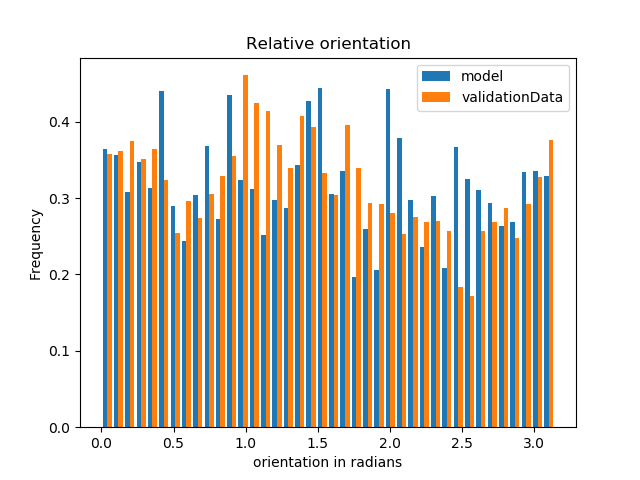 Relative orientation
model
validationData
Frequency
0.4
0.3
0.2
0.1
0.0
0.0 0.5 1.0 1.5 2.0 2.5 3.0
orientation in radians